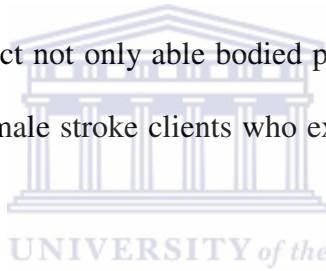 ct not only able bodied p
male stroke clients who ex
UNIVERSITY of the